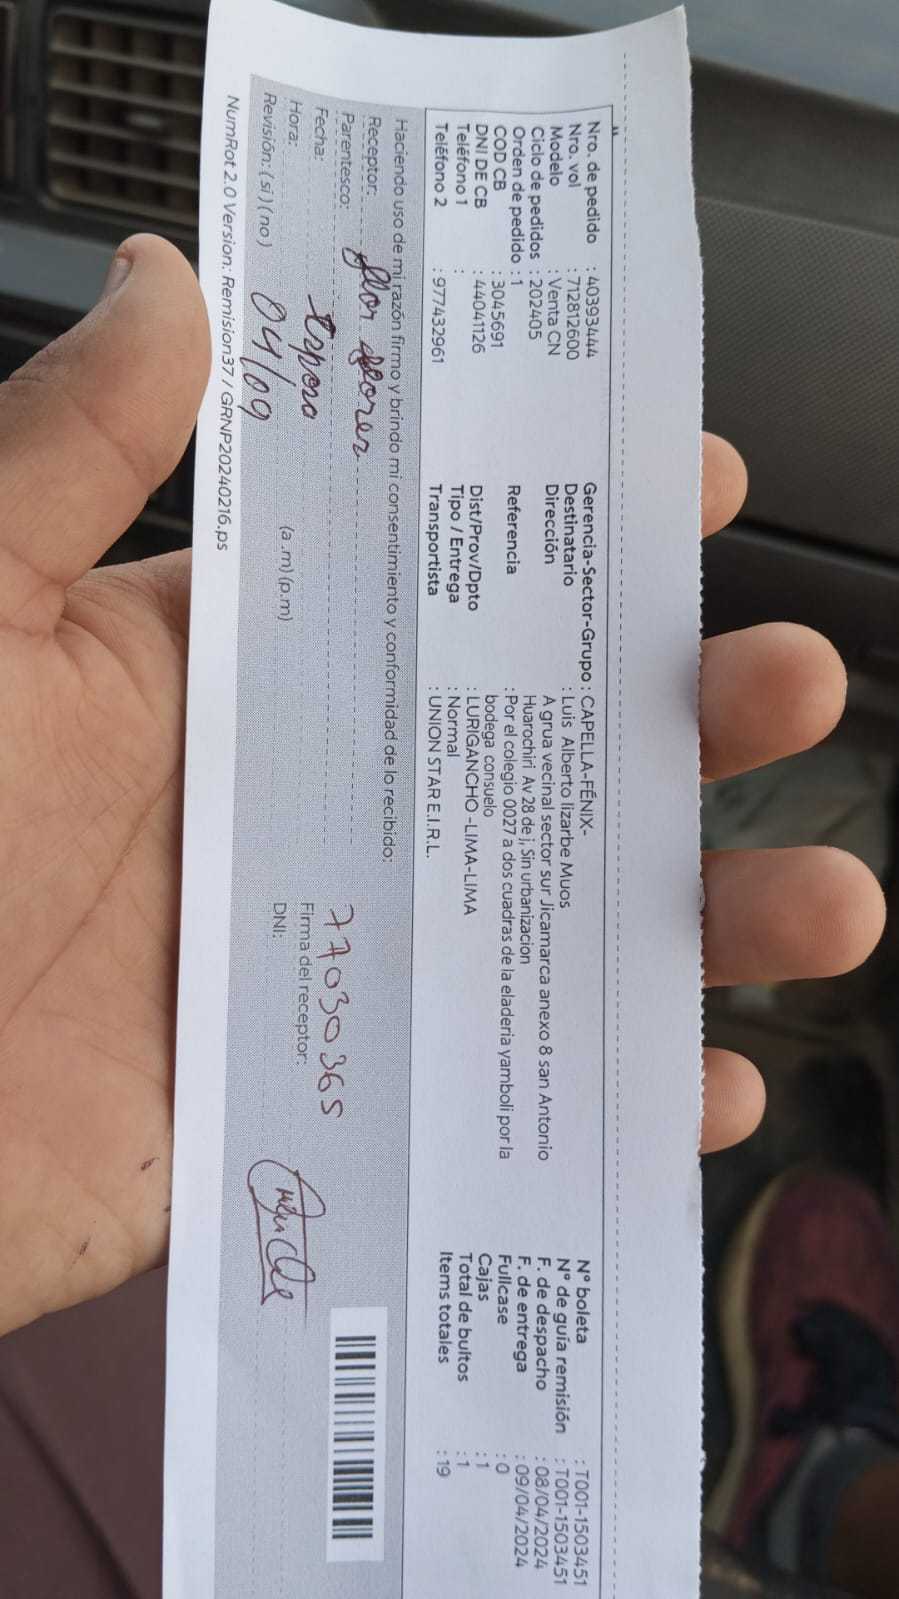 Nro. de pedido : 40393444
Nro. vol : 712812600
Modelo : Venta CN
Ciclo de pedidos : 202405
Orden de pedido : 1
COD CB : 3045691
DNI DE CB : 44041126
Teléfono 1 :
Teléfono 2 : 977432961
Gerencia-Sector-Grupo : CAPELLA-FÉNIX-
Destinatario : Luis Alberto lizarbe Muos
Dirección A grua vecinal sector sur Jicamarca anexo 8 san Antonio
Huarochiri Av 28 de j, Sin urbanizacion
Referencia : Por el colegio 0027 a dos cuadras de la eladeria yamboli por la
bodega consuelo
Dist/Prov/Dpto : LURIGANCHO -LIMA-LIMA
Tipo / Entrega : Normal
Transportista : UNION STAR E.I.R.L.
N° boleta : T001-1503451
N° de guía remisión : T001-1503451
F. de despacho : 08/04/2024
F. de entrega : 09/04/2024
Fullcase : 0
Cajas : 1
Total de bultos : 1
Items totales : 19
Haciendo uso de mi razón firmo y brindo mi consentimiento y conformidad de lo recibido:
Receptor: flor flores
Parentesco: esposa
Fecha: 04/09
Hora: (a .m) (p.m)
Revisión: ( si ) ( no )
77030365
Firma del receptor:
DNI:
NumRot 2.0 Version: Remision37 / GRNP20240216.ps